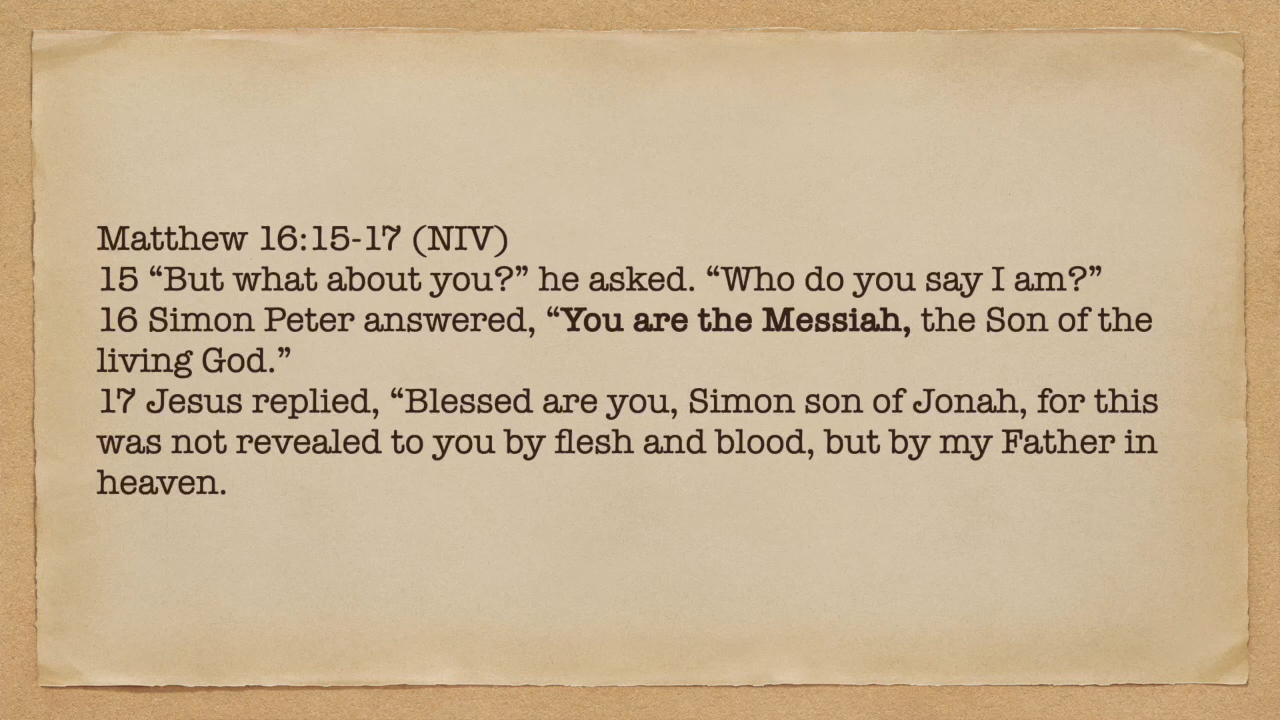 Matthew 16:15-17 (NIV)
15 “But what about you?” he asked. “Who do you say I am?”
16 Simon Peter answered, “You are the Messiah, the Son of the
living God.”
17 Jesus replied, “Blessed are you, Simon son of Jonah, for this
was not revealed to you by flesh and blood, but by my Father in
heaven.